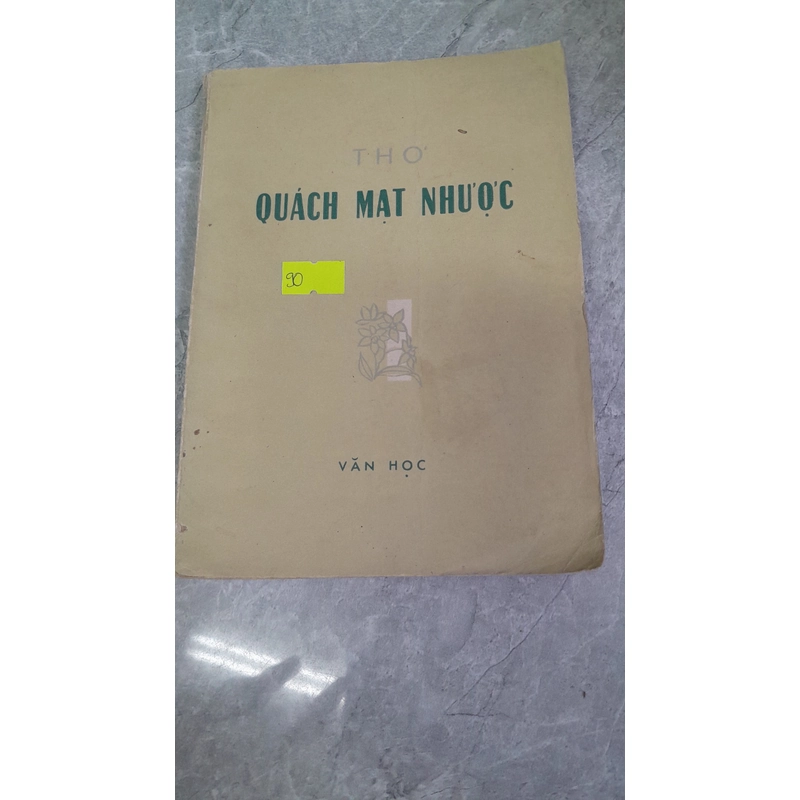 THƠ
QUÁCH MẠT NHƯỢC
90
VĂN HỌC